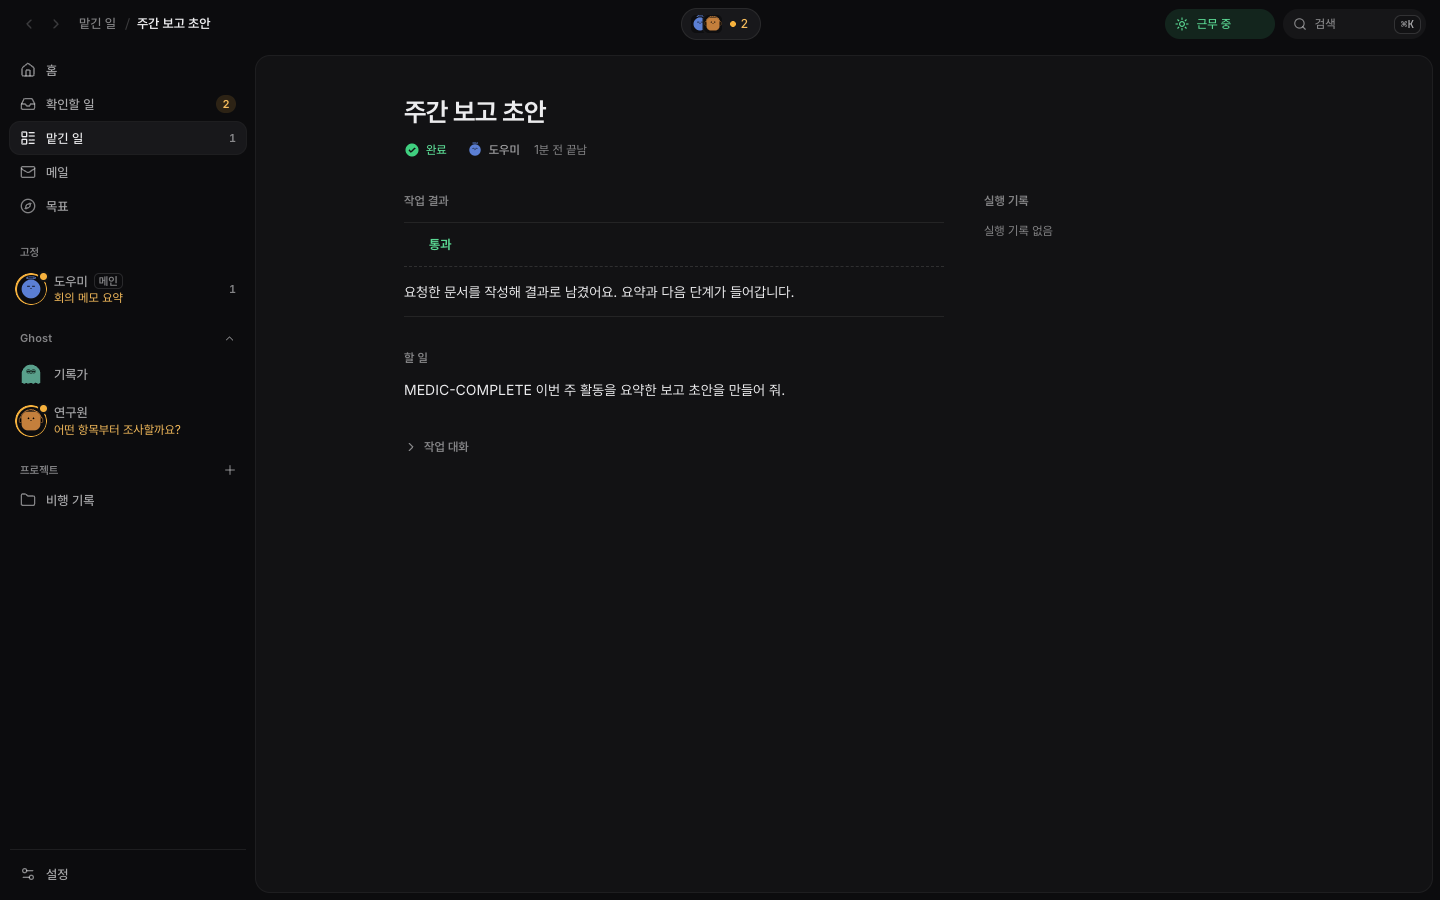 맡긴 일 / 주간 보고 초안
2
근무 중
검색
⌘K
홈
확인할 일
2
맡긴 일
1
메일
목표
고정
도우미
메인
회의 메모 요약
1
Ghost
기록가
연구원
어떤 항목부터 조사할까요?
프로젝트
비행 기록
설정
주간 보고 초안
완료
도우미
1분 전 끝남
작업 결과
통과
요청한 문서를 작성해 결과로 남겼어요. 요약과 다음 단계가 들어갑니다.
할 일
MEDIC-COMPLETE 이번 주 활동을 요약한 보고 초안을 만들어 줘.
작업 대화
실행 기록
실행 기록 없음